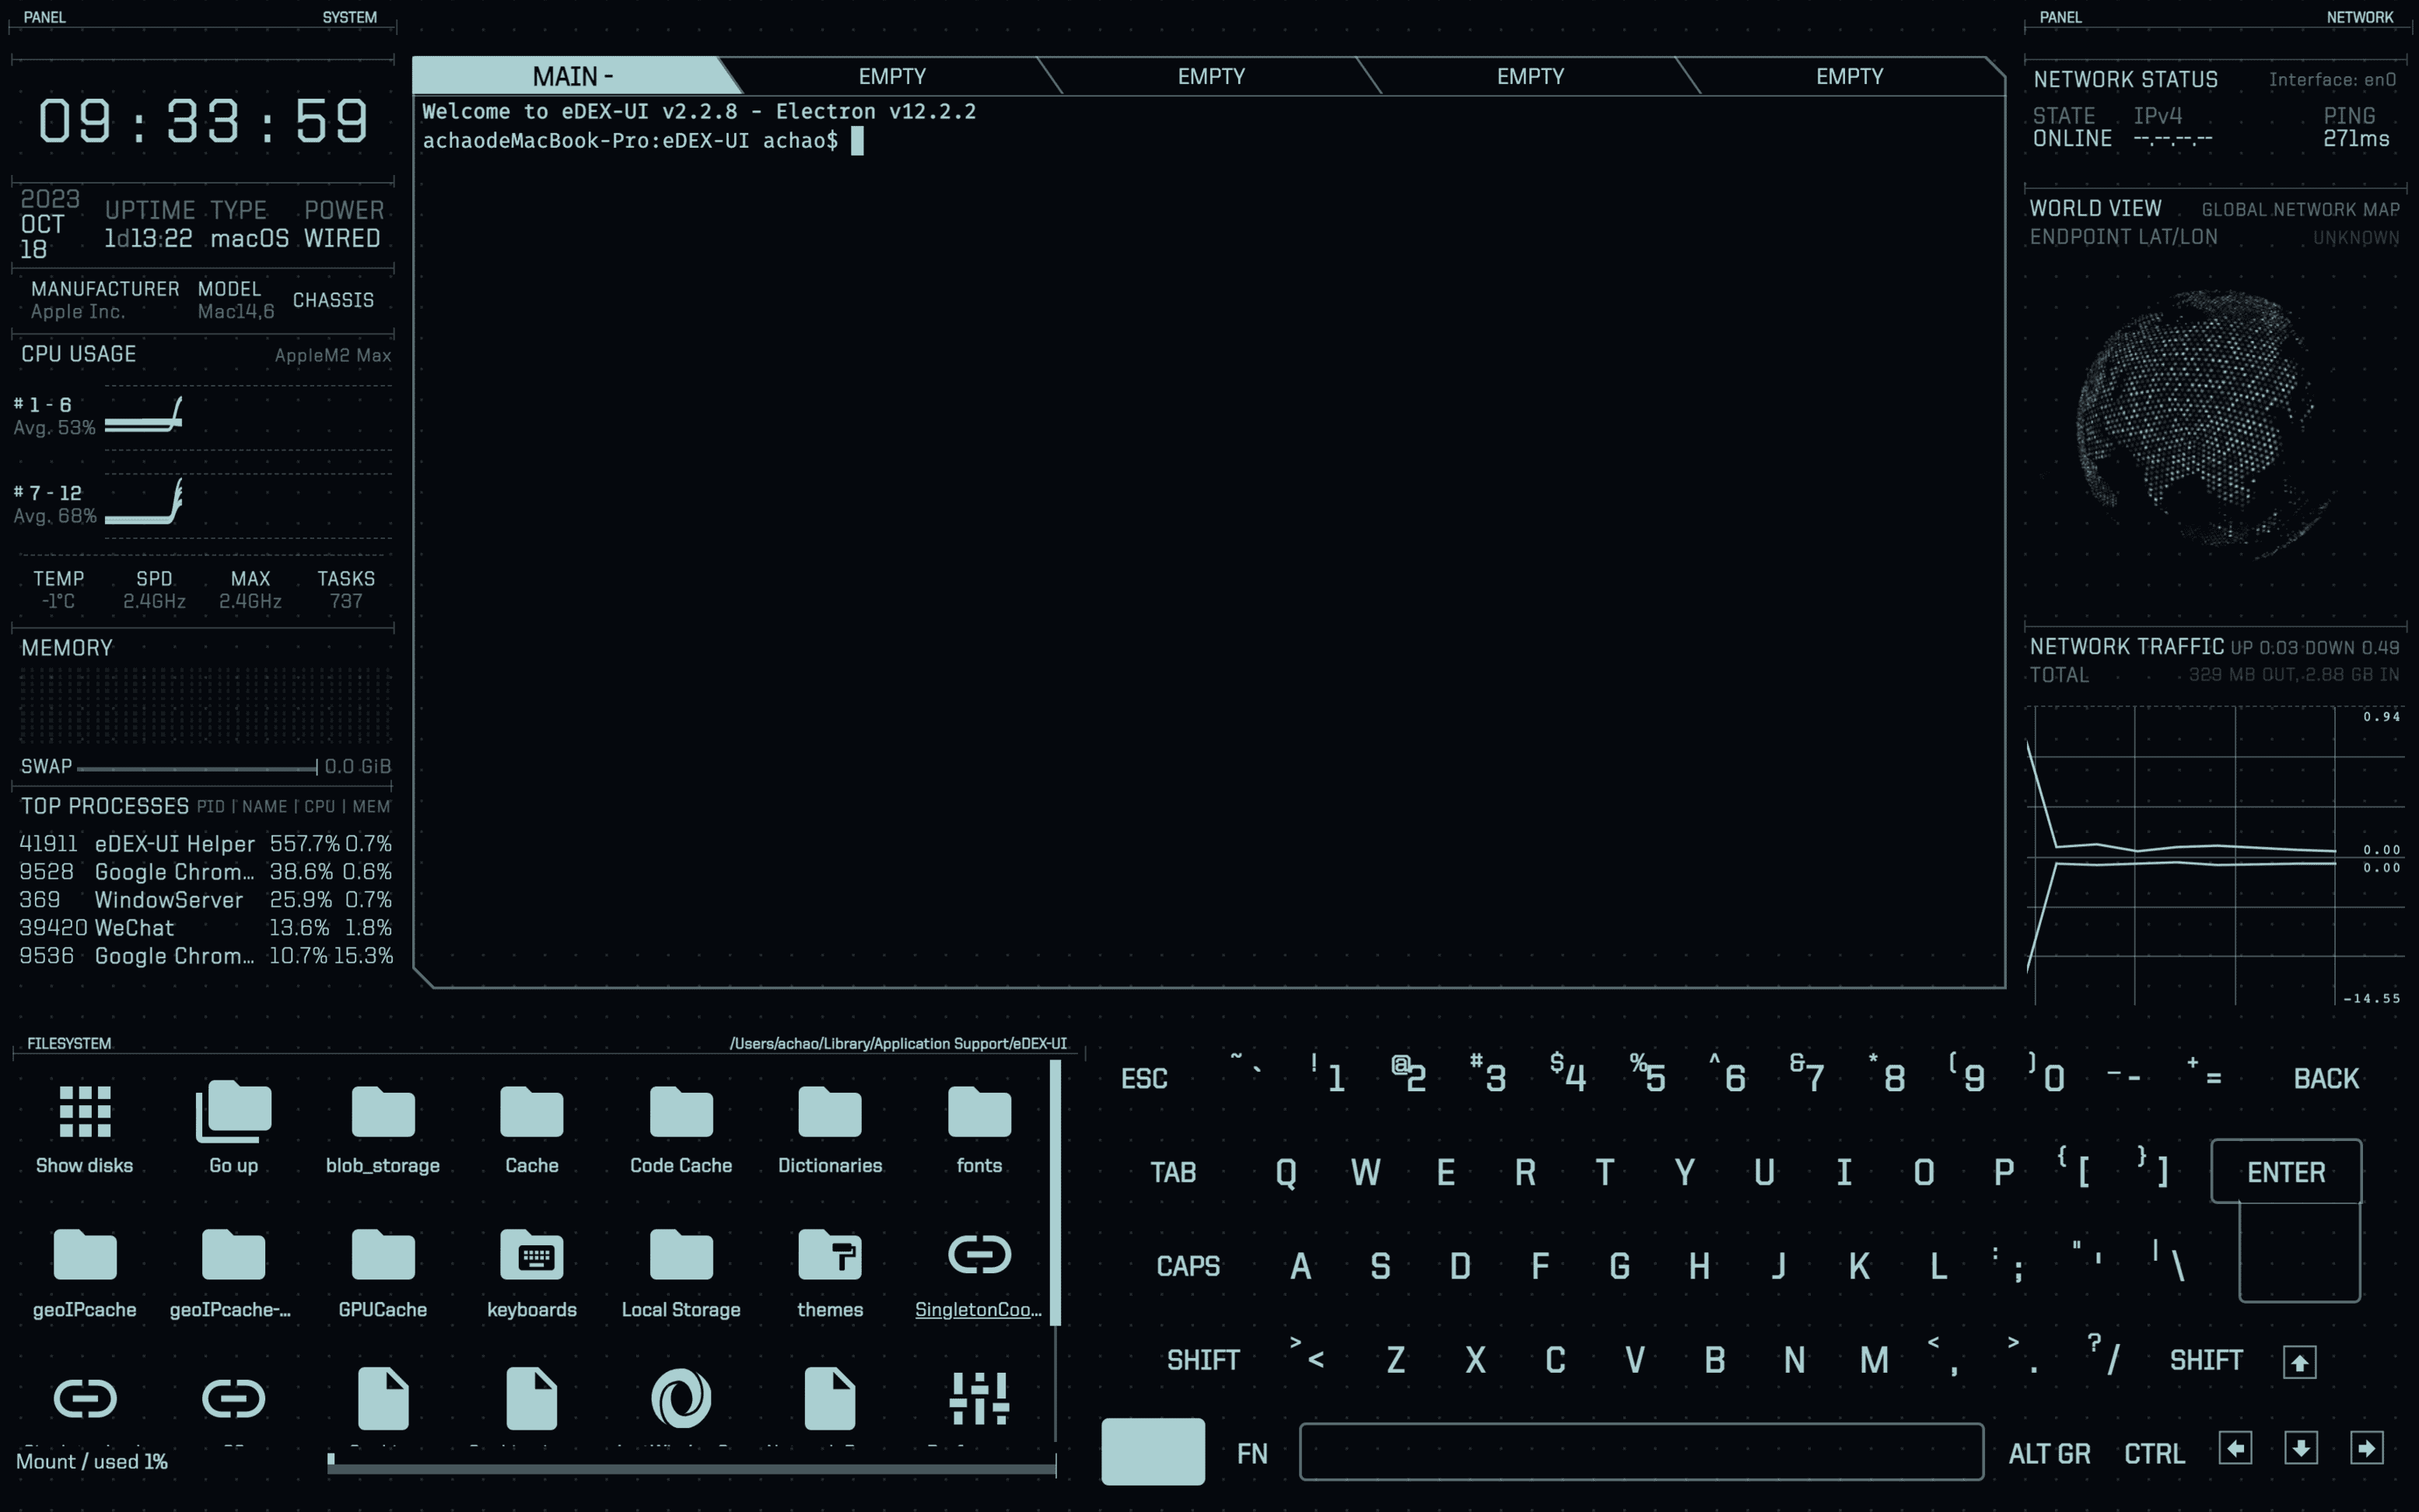 PANEL SYSTEM
09:33:59
2023 OCT 18
UPTIME TYPE POWER
1d13:22 macOS WIRED
MANUFACTURER MODEL CHASSIS
Apple Inc. Mac14,6
CPU USAGE AppleM2 Max
# 1 - 6
Avg. 53%
# 7 - 12
Avg. 68%
TEMP SPD MAX TASKS
-1°C 2.4GHz 2.4GHz 737
MEMORY
SWAP 0.0 GiB
TOP PROCESSES PID | NAME | CPU | MEM
41911 eDEX-UI Helper 557.7% 0.7%
9528 Google Chrom... 38.6% 0.6%
369 WindowServer 25.9% 0.7%
39420 WeChat 13.6% 1.8%
9536 Google Chrom... 10.7% 15.3%
MAIN - EMPTY EMPTY EMPTY EMPTY
Welcome to eDEX-UI v2.2.8 - Electron v12.2.2
achaodeMacBook-Pro:eDEX-UI achao$
PANEL NETWORK
NETWORK STATUS Interface: en0
STATE IPv4 PING
ONLINE --.--.--.-- 271ms
WORLD VIEW GLOBAL NETWORK MAP
ENDPOINT LAT/LON UNKNOWN
NETWORK TRAFFIC UP 0.03 DOWN 0.49
TOTAL 329 MB OUT, 2.88 GB IN
0.94
0.00
0.00
-14.55
FILESYSTEM /Users/achao/Library/Application Support/eDEX-UI
Show disks Go up blob_storage Cache Code Cache Dictionaries fonts
geoIPcache geoIPcache-... GPUCache keyboards Local Storage themes SingletonCoo...
Mount / used 1%
ESC ~ ` ! 1 @ 2 # 3 $ 4 % 5 ^ 6 & 7 * 8 ( 9 ) 0 _ - + = BACK
TAB Q W E R T Y U I O P { [ } ] ENTER
CAPS A S D F G H J K L : ; " ' | \
SHIFT > < Z X C V B N M < , > . ? / SHIFT
FN ALT GR CTRL